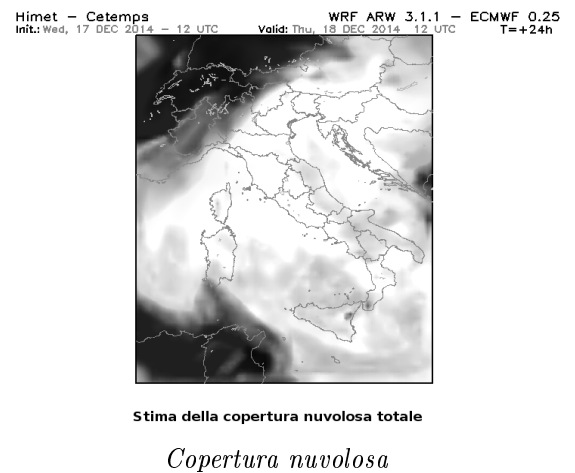 Himet – Cetemps WRF ARW 3.1.1 – ECMWF 0.25
Init.: Wed, 17 DEC 2014 – 12 UTC Valid: Thu, 18 DEC 2014 12 UTC T=+24h
Stima della copertura nuvolosa totale
Copertura nuvolosa